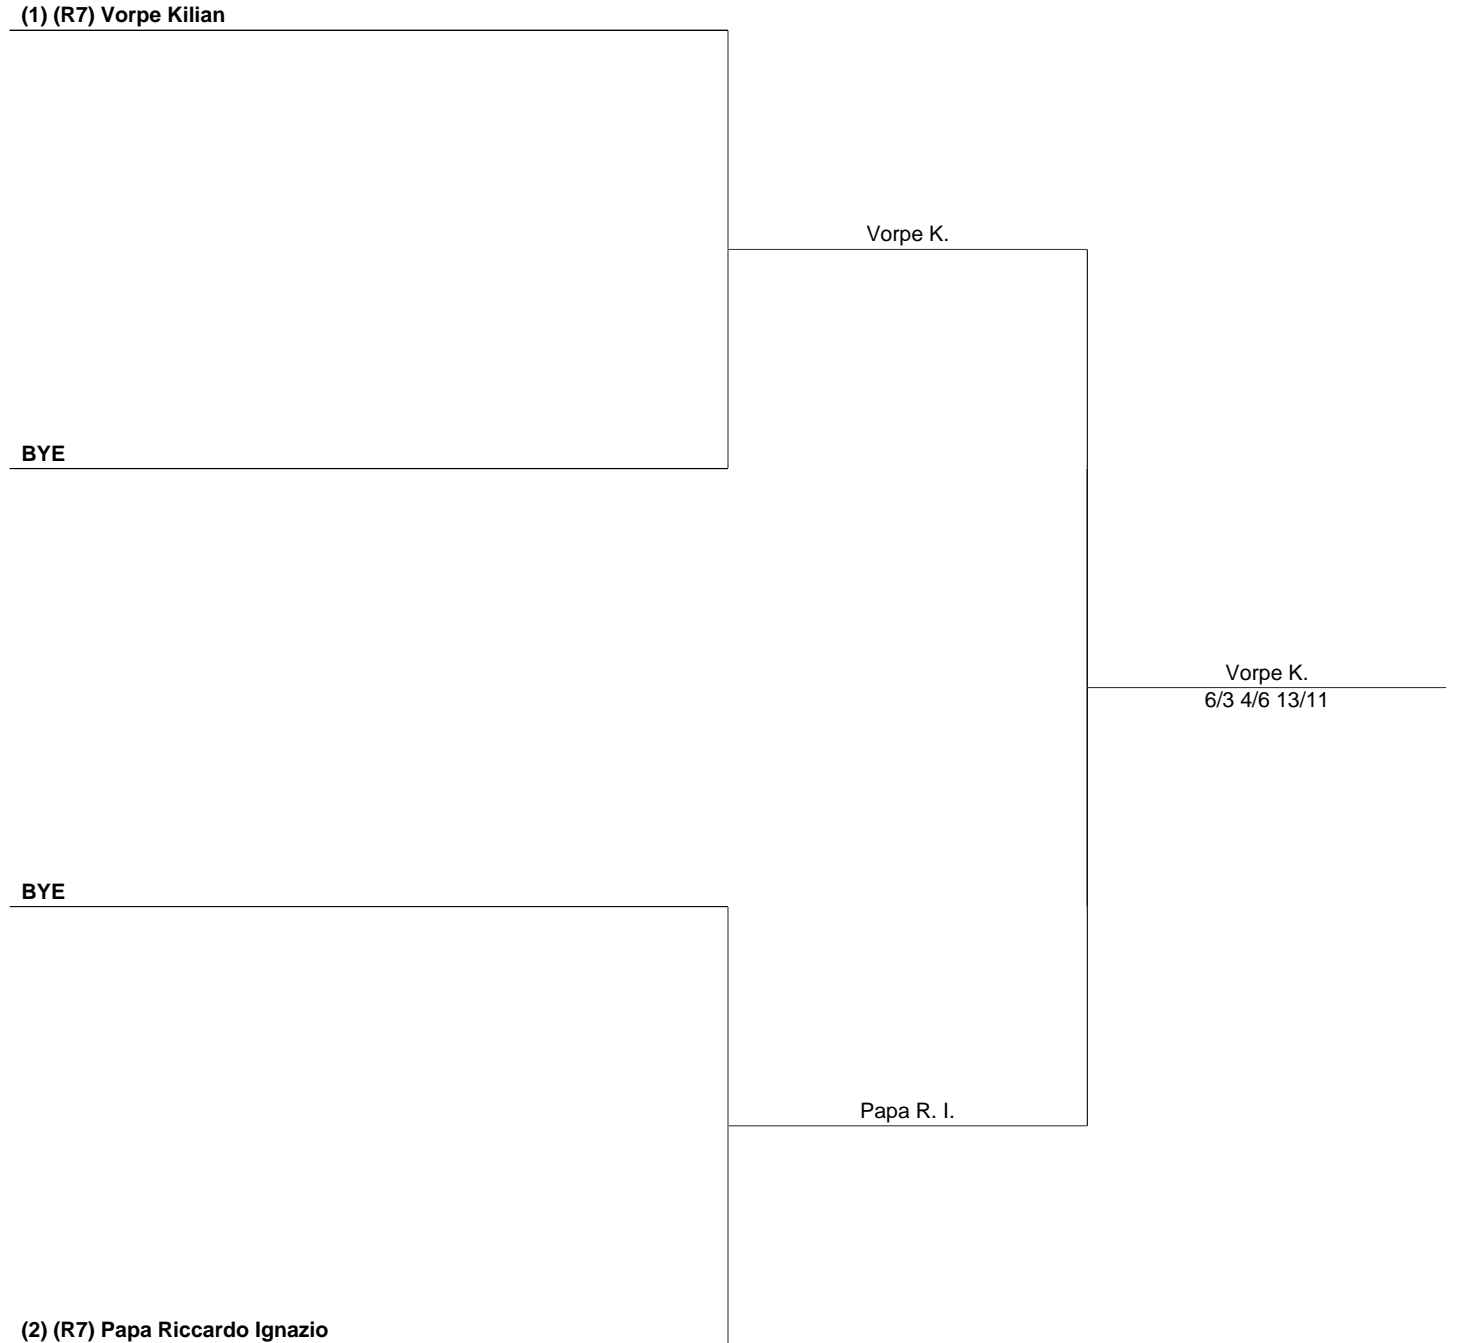 (1) (R7) Vorpe Kilian
Vorpe K.
BYE
Vorpe K.
6/3 4/6 13/11
BYE
Papa R. I.
(2) (R7) Papa Riccardo Ignazio